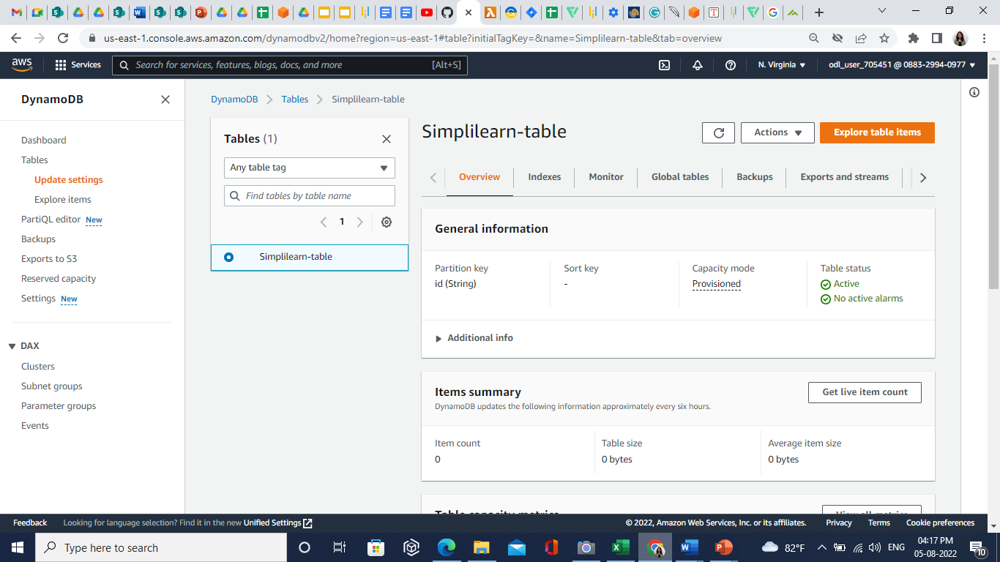 us-east-1.console.aws.amazon.com/dynamodbv2/home?region=us-east-1#table?initialTagKey=&name=Simplilearn-table&tab=overview
aws
Services
Search for services, features, blogs, docs, and more
[Alt+S]
N. Virginia
odl_user_705451 @ 0883-2994-0977
DynamoDB
Dashboard
Tables
Update settings
Explore items
PartiQL editor New
Backups
Exports to S3
Reserved capacity
Settings New
DAX
Clusters
Subnet groups
Parameter groups
Events
DynamoDB > Tables > Simplilearn-table
Tables (1)
Any table tag
Find tables by table name
1
Simplilearn-table
Simplilearn-table
Actions
Explore table items
Overview
Indexes
Monitor
Global tables
Backups
Exports and streams
General information
Partition key
id (String)
Sort key
-
Capacity mode
Provisioned
Table status
Active
No active alarms
Additional info
Items summary
DynamoDB updates the following information approximately every six hours.
Get live item count
Item count
0
Table size
0 bytes
Average item size
0 bytes
Table capacity metrics
View all metrics
Feedback
Looking for language selection? Find it in the new Unified Settings
© 2022, Amazon Web Services, Inc. or its affiliates.
Privacy
Terms
Cookie preferences
Type here to search
82°F
ENG
04:17 PM
05-08-2022
10